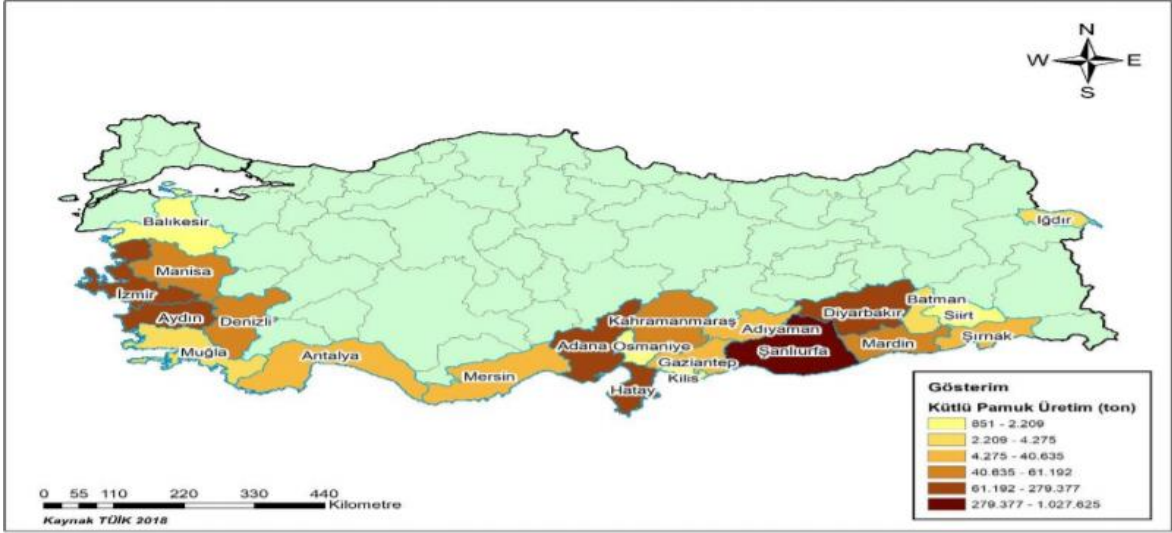 N
W E
S
Balıkesir
Iğdır
Manisa
İzmir
Aydın
Denizli
Muğla
Antalya
Mersin
Adana
Osmaniye
Kahramanmaraş
Hatay
Gaziantep
Kilis
Adıyaman
Şanlıurfa
Diyarbakır
Batman
Siirt
Mardin
Şırnak
Gösterim
Kütlü Pamuk Üretim (ton)
851 - 2.209
2.209 - 4.275
4.275 - 40.635
40.635 - 61.192
61.192 - 279.377
279.377 - 1.027.625
0 55 110 220 330 440
Kilometre
Kaynak TÜİK 2018